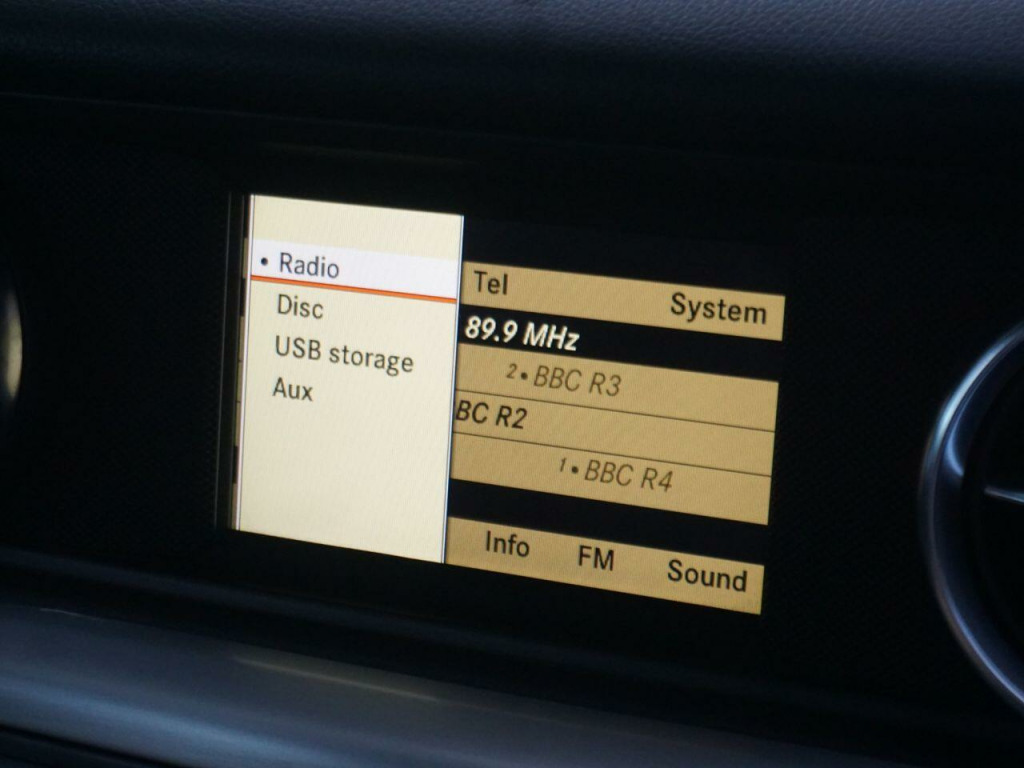 • Radio
Disc
USB storage
Aux
Tel System
89.9 MHz
2 • BBC R3
BC R2
1 • BBC R4
Info FM Sound